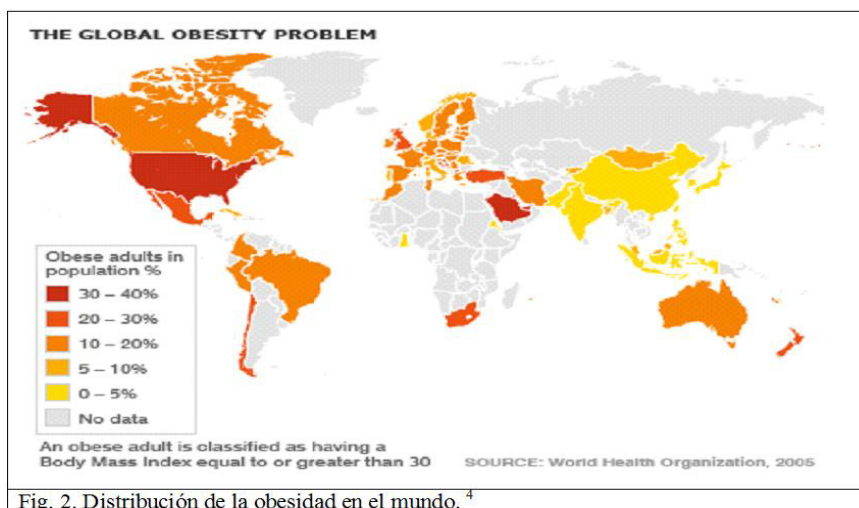 THE GLOBAL OBESITY PROBLEM
Obese adults in
population %
30 – 40%
20 – 30%
10 – 20%
5 – 10%
0 – 5%
No data
An obese adult is classified as having a
Body Mass Index equal to or greater than 30
SOURCE: World Health Organization, 2005
Fig. 2. Distribución de la obesidad en el mundo. 4